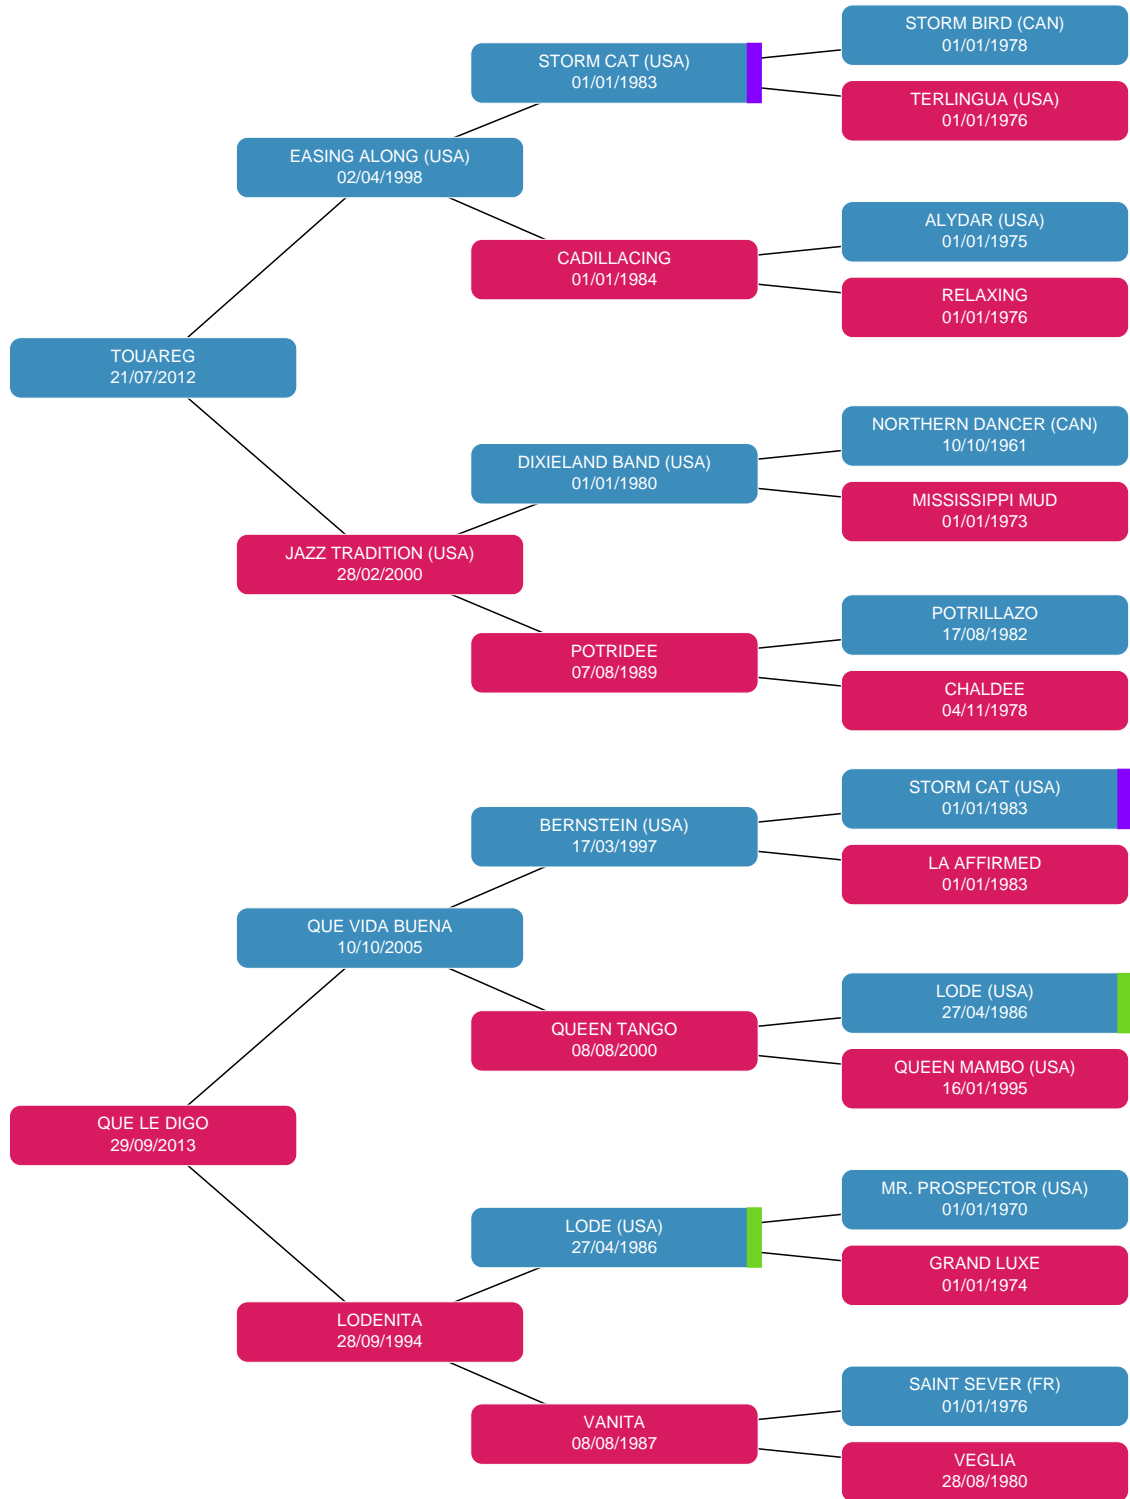 STORM BIRD (CAN)
01/01/1978
STORM CAT (USA)
01/01/1983
TERLINGUA (USA)
01/01/1976
EASING ALONG (USA)
02/04/1998
ALYDAR (USA)
01/01/1975
CADILLACING
01/01/1984
RELAXING
01/01/1976
TOUAREG
21/07/2012
NORTHERN DANCER (CAN)
10/10/1961
DIXIELAND BAND (USA)
01/01/1980
MISSISSIPPI MUD
01/01/1973
JAZZ TRADITION (USA)
28/02/2000
POTRILLAZO
17/08/1982
POTRIDEE
07/08/1989
CHALDEE
04/11/1978
STORM CAT (USA)
01/01/1983
BERNSTEIN (USA)
17/03/1997
LA AFFIRMED
01/01/1983
QUE VIDA BUENA
10/10/2005
LODE (USA)
27/04/1986
QUEEN TANGO
08/08/2000
QUEEN MAMBO (USA)
16/01/1995
QUE LE DIGO
29/09/2013
MR. PROSPECTOR (USA)
01/01/1970
LODE (USA)
27/04/1986
GRAND LUXE
01/01/1974
LODENITA
28/09/1994
SAINT SEVER (FR)
01/01/1976
VANITA
08/08/1987
VEGLIA
28/08/1980